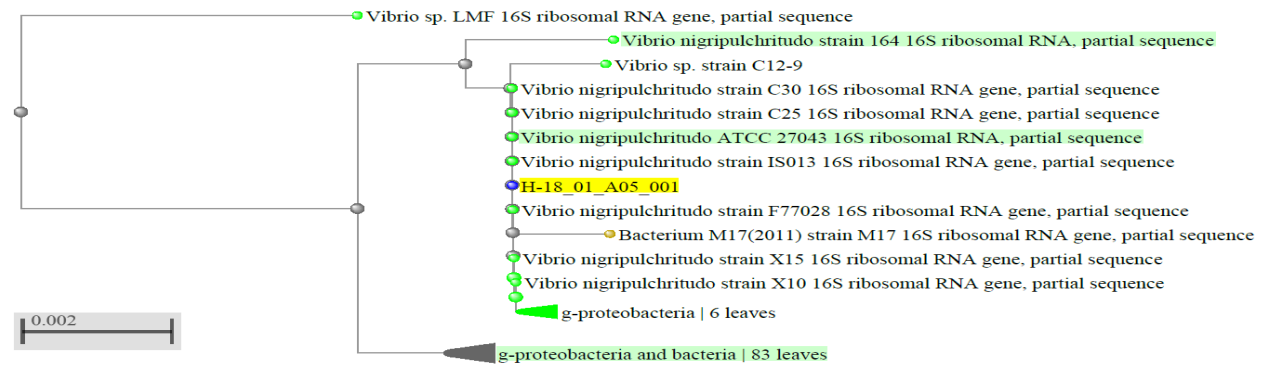 Vibrio sp. LMF 16S ribosomal RNA gene, partial sequence
Vibrio nigripulchritudo strain 164 16S ribosomal RNA, partial sequence
Vibrio sp. strain C12-9
Vibrio nigripulchritudo strain C30 16S ribosomal RNA gene, partial sequence
Vibrio nigripulchritudo strain C25 16S ribosomal RNA gene, partial sequence
Vibrio nigripulchritudo ATCC 27043 16S ribosomal RNA, partial sequence
Vibrio nigripulchritudo strain IS013 16S ribosomal RNA gene, partial sequence
H-18_01_A05_001
Vibrio nigripulchritudo strain F77028 16S ribosomal RNA gene, partial sequence
Bacterium M17(2011) strain M17 16S ribosomal RNA gene, partial sequence
Vibrio nigripulchritudo strain X15 16S ribosomal RNA gene, partial sequence
Vibrio nigripulchritudo strain X10 16S ribosomal RNA gene, partial sequence
g-proteobacteria | 6 leaves
0.002
g-proteobacteria and bacteria | 83 leaves